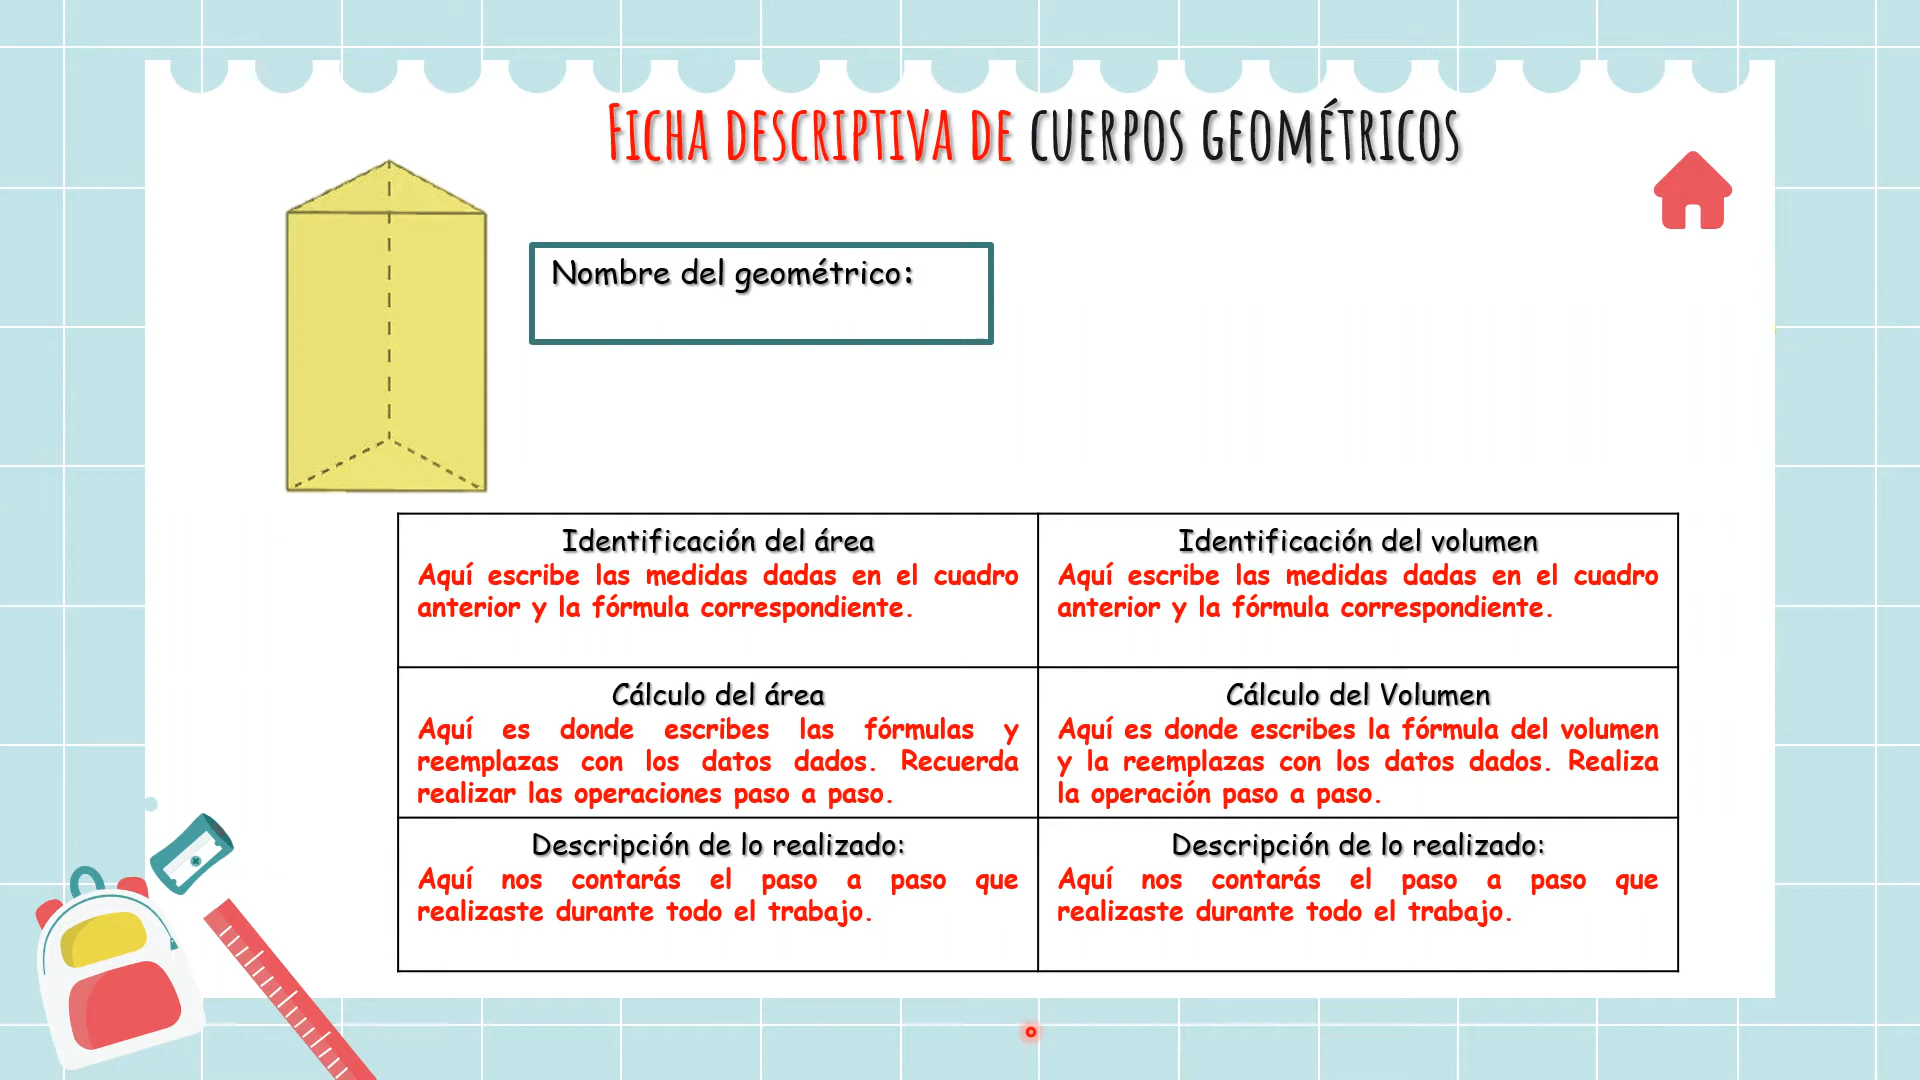 Ficha descriptiva de cuerpos geométricos
Nombre del geométrico:
Identificación del área
Aquí escribe las medidas dadas en el cuadro
anterior y la fórmula correspondiente.
Identificación del volumen
Aquí escribe las medidas dadas en el cuadro
anterior y la fórmula correspondiente.
Cálculo del área
Aquí es donde escribes las fórmulas y
reemplazas con los datos dados. Recuerda
realizar las operaciones paso a paso.
Cálculo del Volumen
Aquí es donde escribes la fórmula del volumen
y la reemplazas con los datos dados. Realiza
la operación paso a paso.
Descripción de lo realizado:
Aquí nos contarás el paso a paso que
realizaste durante todo el trabajo.
Descripción de lo realizado:
Aquí nos contarás el paso a paso que
realizaste durante todo el trabajo.